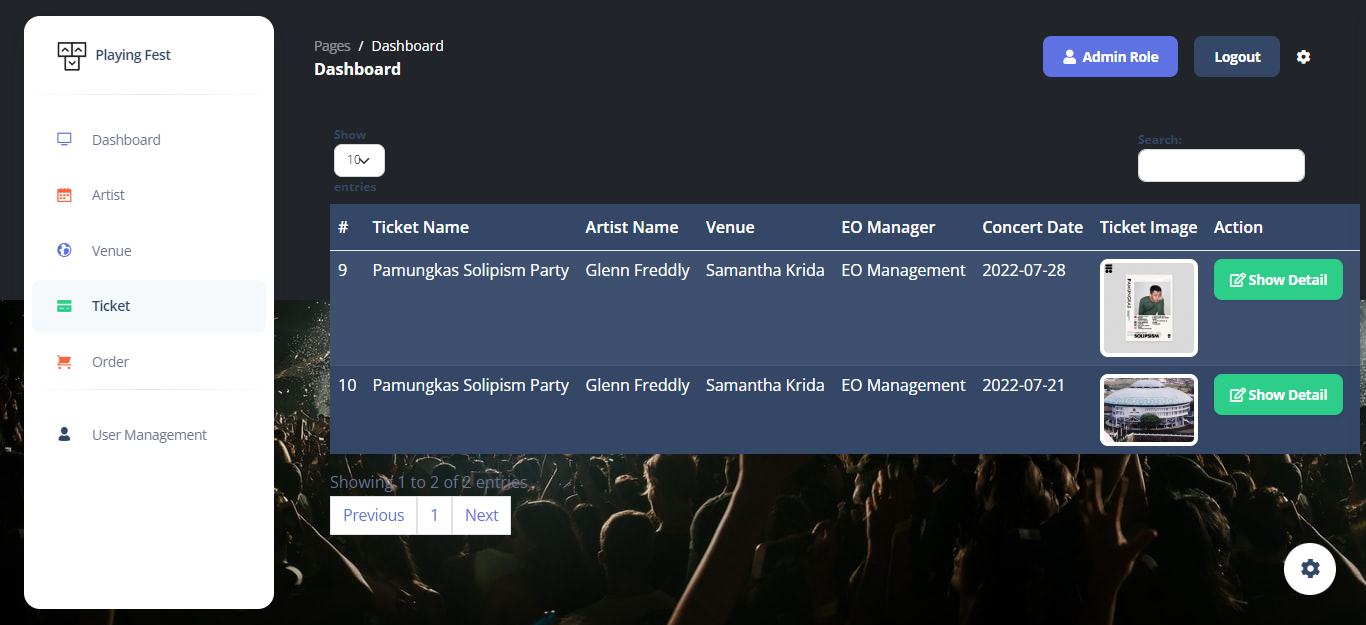 Playing Fest
Dashboard
Artist
Venue
Ticket
Order
User Management
Pages / Dashboard
Dashboard
Admin Role
Logout
Show
10
entries
Search:
# Ticket Name Artist Name Venue EO Manager Concert Date Ticket Image Action
9 Pamungkas Solipism Party Glenn Freddly Samantha Krida EO Management 2022-07-28 Show Detail
PAMUNGKAS
SOLIPSISM
10 Pamungkas Solipism Party Glenn Freddly Samantha Krida EO Management 2022-07-21 Show Detail
Showing 1 to 2 of 2 entries
Previous 1 Next